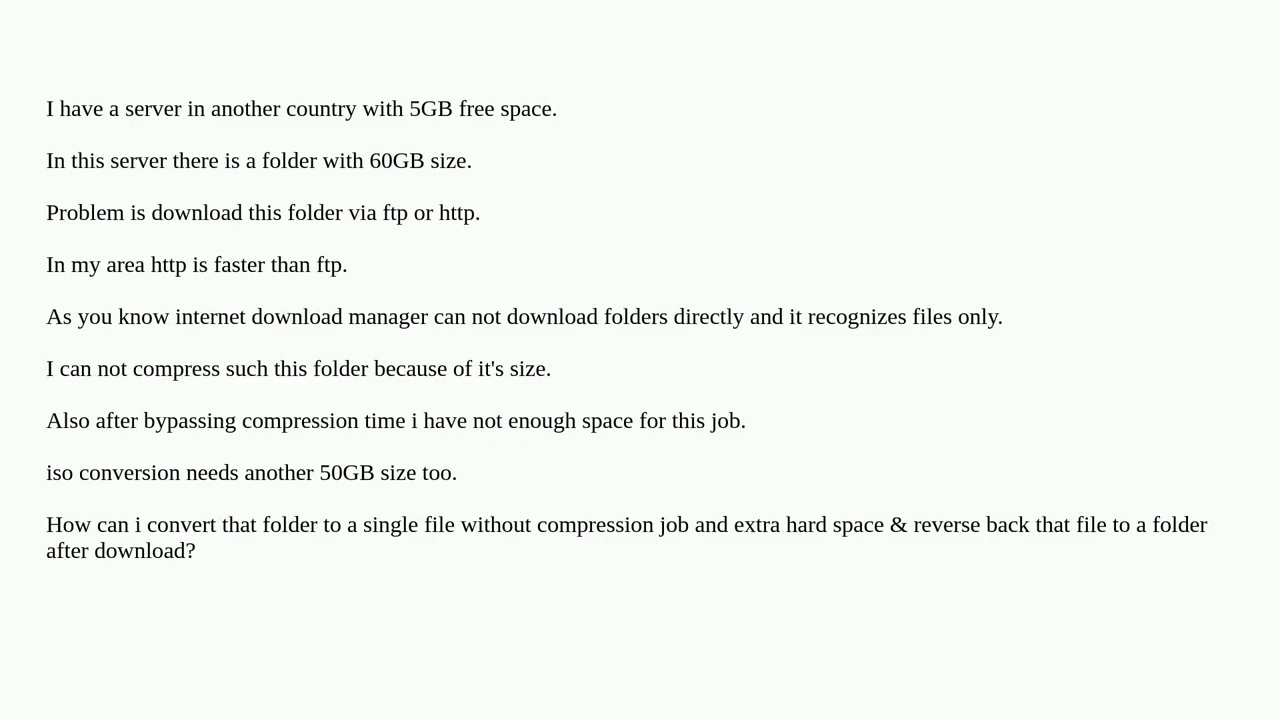 I have a server in another country with 5GB free space.
In this server there is a folder with 60GB size.
Problem is download this folder via ftp or http.
In my area http is faster than ftp.
As you know internet download manager can not download folders directly and it recognizes files only.
I can not compress such this folder because of it's size.
Also after bypassing compression time i have not enough space for this job.
iso conversion needs another 50GB size too.
How can i convert that folder to a single file without compression job and extra hard space & reverse back that file to a folder
after download?